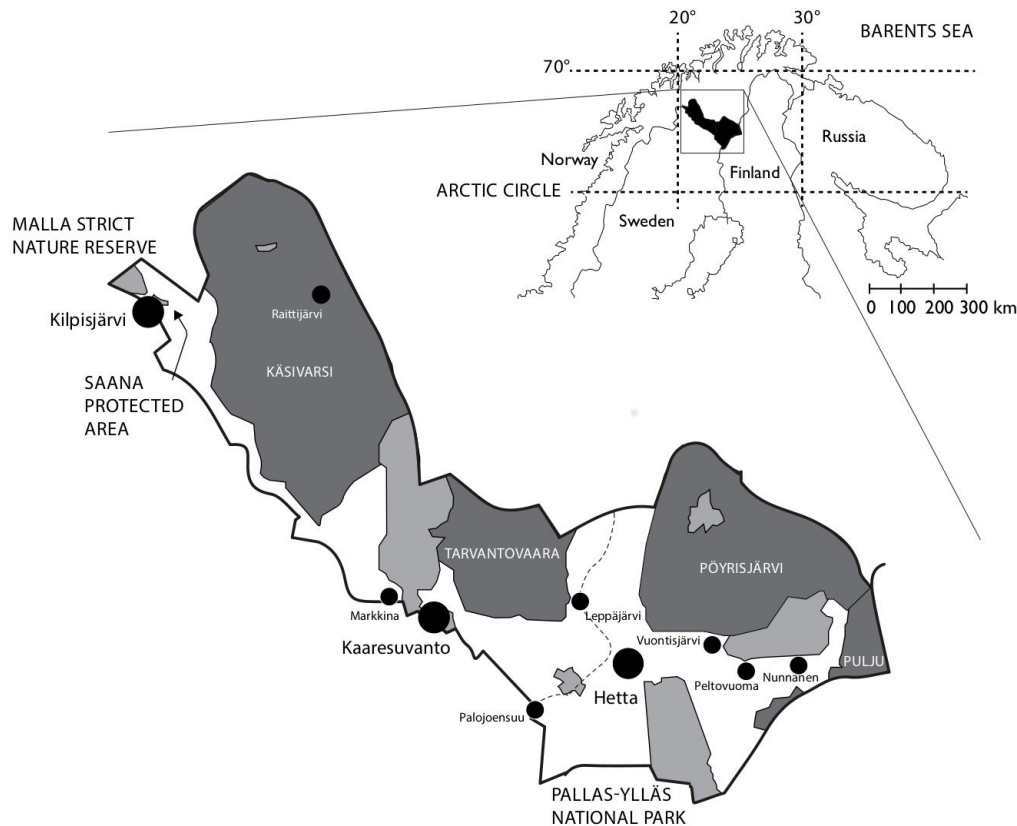 20°
30°
BARENTS SEA
70°
Norway
Russia
Finland
ARCTIC CIRCLE
Sweden
0 100 200 300 km
MALLA STRICT
NATURE RESERVE
Kilpisjärvi
Raittijärvi
KÄSIVARSI
SAANA
PROTECTED
AREA
TARVANTOVAARA
PÖYRISJÄRVI
Markkina
Leppäjärvi
Kaaresuvanto
Vuontisjärvi
PULJU
Peltovuoma
Nunnanen
Hetta
Palojoensuu
PALLAS-YLLÄS
NATIONAL PARK